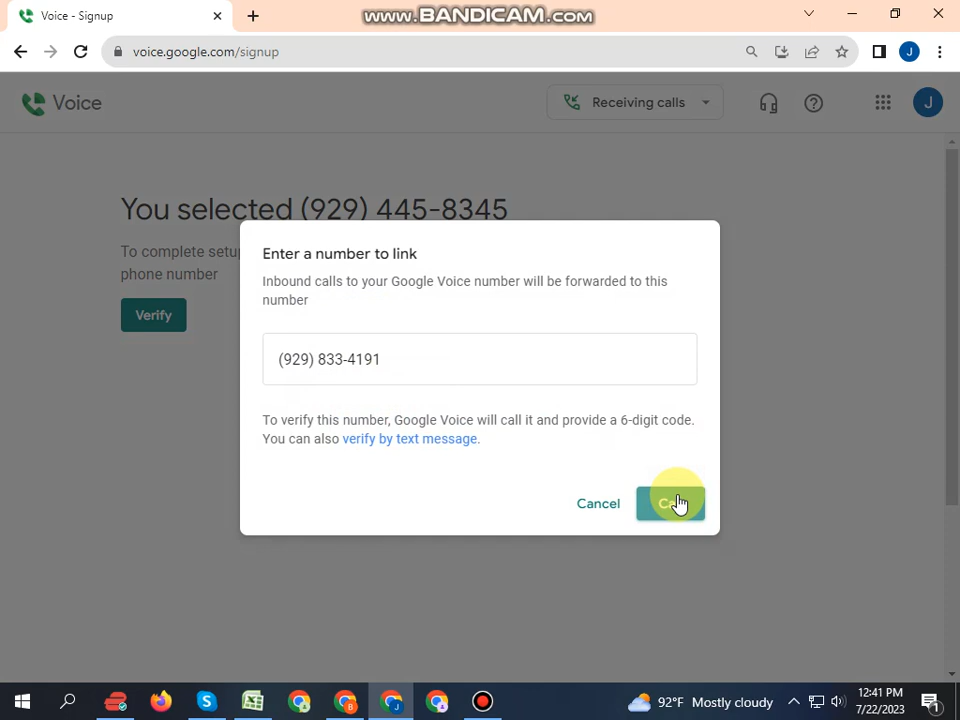 Voice - Signup
www.BANDICAM.com
voice.google.com/signup
J
Voice
Receiving calls
J
You selected (929) 445-8345
To complete setup
phone number
Verify
Enter a number to link
Inbound calls to your Google Voice number will be forwarded to this
number
(929) 833-4191
To verify this number, Google Voice will call it and provide a 6-digit code.
You can also verify by text message.
Cancel
92°F Mostly cloudy
12:41 PM
7/22/2023